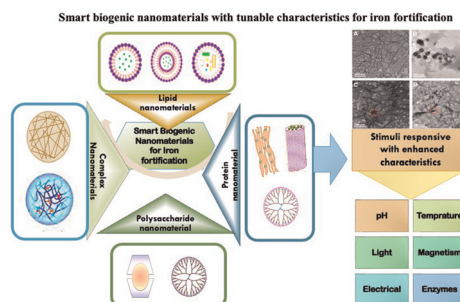 Smart biogenic nanomaterials with tunable characteristics for iron fortification
Lipid
nanomaterials
Smart Biogenic
Nanomaterials
for Iron
fortification
Complex
Nanomaterials
Protein
nanomaterial
Polysaccharide
nanomaterial
A
C
Stimuli responsive
with enhanced
characteristics
pH
Temprature
Light
Magnetism
Electrical
Enzymes